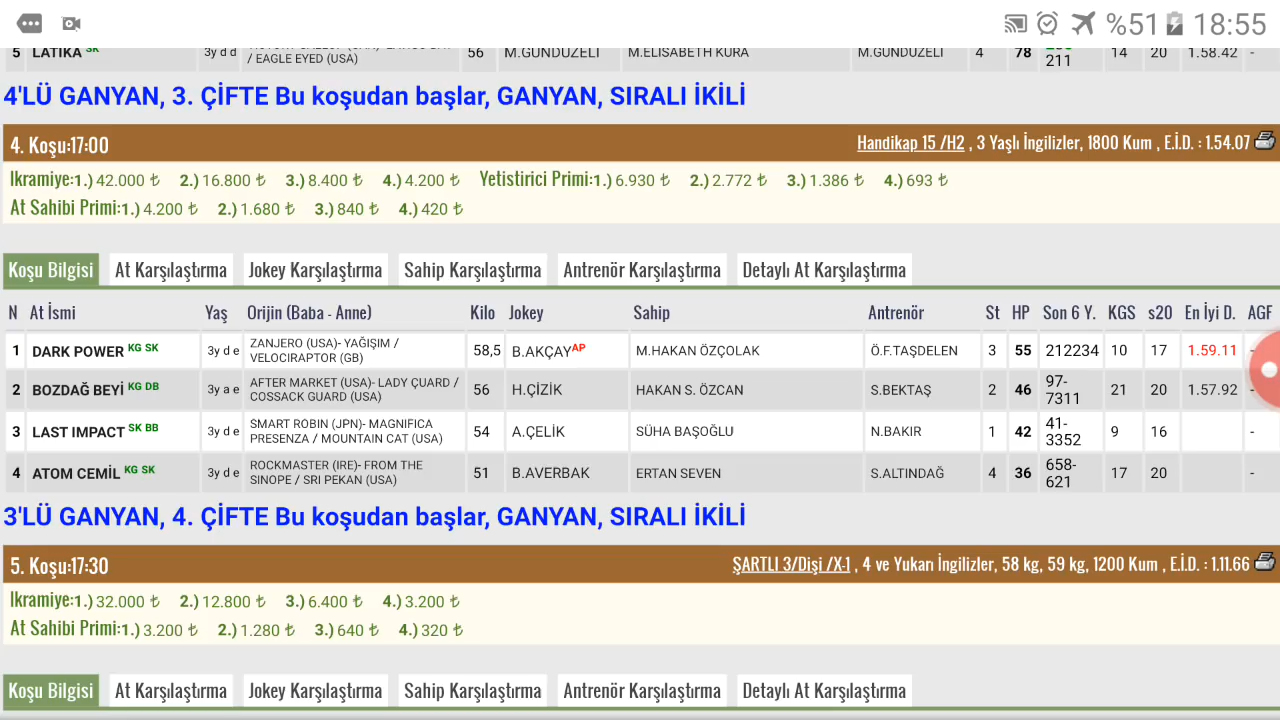 %51 18:55
5 LATIKA SK 3y d d / EAGLE EYED (USA) 56 M.GÜNDÜZELİ M.ELISABETH KURA M.GÜNDÜZELİ 4 78 211 14 20 1.58.42 -
4'LÜ GANYAN, 3. ÇİFTE Bu koşudan başlar, GANYAN, SIRALI İKİLİ
4. Koşu:17:00 Handikap 15 /H2 , 3 Yaşlı İngilizler, 1800 Kum , E.İ.D. : 1.54.07
Ikramiye:1.) 42.000 ₺ 2.) 16.800 ₺ 3.) 8.400 ₺ 4.) 4.200 ₺ Yetistirici Primi:1.) 6.930 ₺ 2.) 2.772 ₺ 3.) 1.386 ₺ 4.) 693 ₺
At Sahibi Primi:1.) 4.200 ₺ 2.) 1.680 ₺ 3.) 840 ₺ 4.) 420 ₺
Koşu Bilgisi At Karşılaştırma Jokey Karşılaştırma Sahip Karşılaştırma Antrenör Karşılaştırma Detaylı At Karşılaştırma
N At İsmi Yaş Orijin (Baba - Anne) Kilo Jokey Sahip Antrenör St HP Son 6 Y. KGS s20 En İyi D. AGF
1 DARK POWER KG SK 3y d e ZANJERO (USA)- YAĞIŞIM / VELOCIRAPTOR (GB) 58,5 B.AKÇAY AP M.HAKAN ÖZÇOLAK Ö.F.TAŞDELEN 3 55 212234 10 17 1.59.11 -
2 BOZDAĞ BEYİ KG DB 3y a e AFTER MARKET (USA)- LADY ÇUARD / COSSACK GUARD (USA) 56 H.ÇİZİK HAKAN S. ÖZCAN S.BEKTAŞ 2 46 97-7311 21 20 1.57.92 -
3 LAST IMPACT SK BB 3y d e SMART ROBIN (JPN)- MAGNIFICA PRESENZA / MOUNTAIN CAT (USA) 54 A.ÇELİK SÜHA BAŞOĞLU N.BAKIR 1 42 41-3352 9 16 -
4 ATOM CEMİL KG SK 3y d e ROCKMASTER (IRE)- FROM THE SINOPE / SRI PEKAN (USA) 51 B.AVERBAK ERTAN SEVEN S.ALTINDAĞ 4 36 658-621 17 20 -
3'LÜ GANYAN, 4. ÇİFTE Bu koşudan başlar, GANYAN, SIRALI İKİLİ
5. Koşu:17:30 ŞARTLI 3/Dişi /X-1 , 4 ve Yukarı İngilizler, 58 kg, 59 kg, 1200 Kum , E.İ.D. : 1.11.66
Ikramiye:1.) 32.000 ₺ 2.) 12.800 ₺ 3.) 6.400 ₺ 4.) 3.200 ₺
At Sahibi Primi:1.) 3.200 ₺ 2.) 1.280 ₺ 3.) 640 ₺ 4.) 320 ₺
Koşu Bilgisi At Karşılaştırma Jokey Karşılaştırma Sahip Karşılaştırma Antrenör Karşılaştırma Detaylı At Karşılaştırma